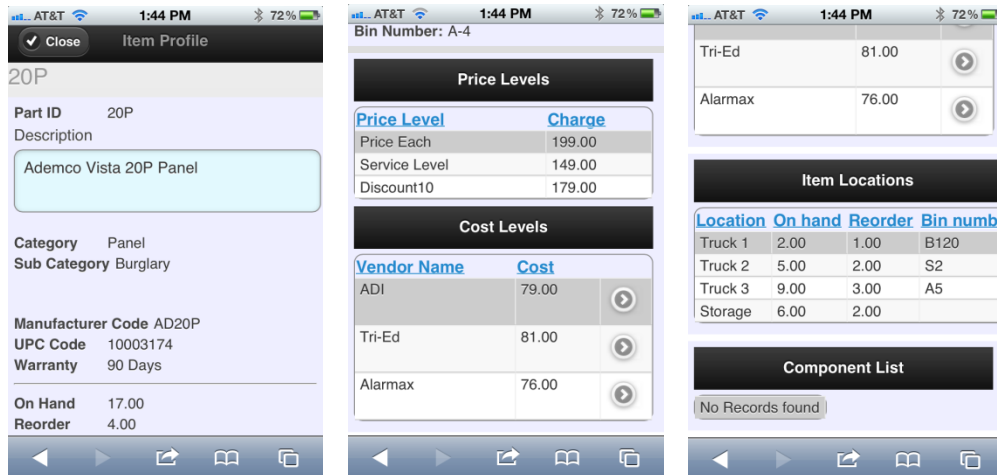 AT&T 1:44 PM 72%
Close Item Profile
20P
Part ID 20P
Description
Ademco Vista 20P Panel
Category Panel
Sub Category Burglary
Manufacturer Code AD20P
UPC Code 10003174
Warranty 90 Days
On Hand 17.00
Reorder 4.00
AT&T 1:44 PM 72%
Bin Number: A-4
Price Levels
Price Level Charge
Price Each 199.00
Service Level 149.00
Discount10 179.00
Cost Levels
Vendor Name Cost
ADI 79.00
Tri-Ed 81.00
Alarmax 76.00
AT&T 1:44 PM 72%
Tri-Ed 81.00
Alarmax 76.00
Item Locations
Location On hand Reorder Bin numb
Truck 1 2.00 1.00 B120
Truck 2 5.00 2.00 S2
Truck 3 9.00 3.00 A5
Storage 6.00 2.00
Component List
No Records found